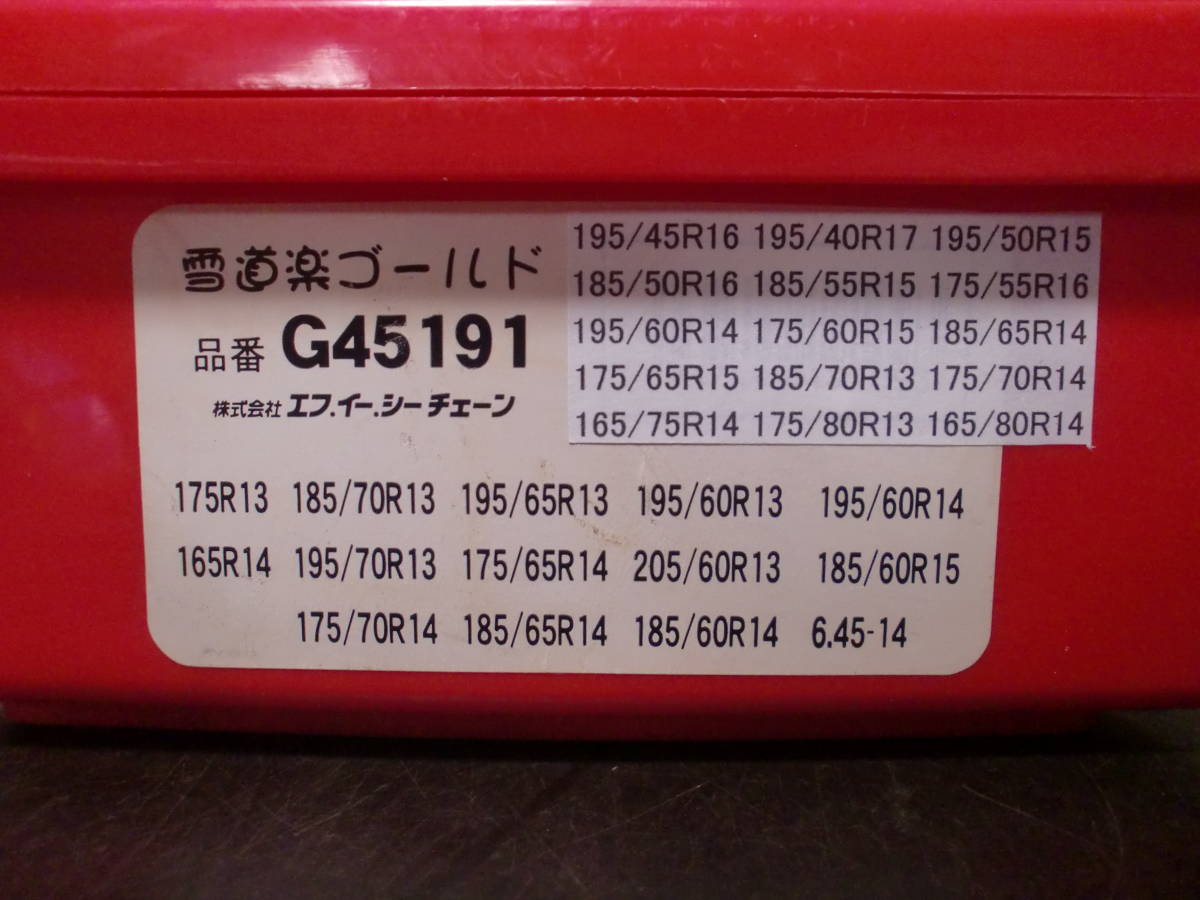 雪道楽ゴールド
品番 G45191
株式会社 エフ.イー.シーチェーン
195/45R16 195/40R17 195/50R15
185/50R16 185/55R15 175/55R16
195/60R14 175/60R15 185/65R14
175/65R15 185/70R13 175/70R14
165/75R14 175/80R13 165/80R14
175R13 185/70R13 195/65R13 195/60R13 195/60R14
165R14 195/70R13 175/65R14 205/60R13 185/60R15
175/70R14 185/65R14 185/60R14 6.45-14